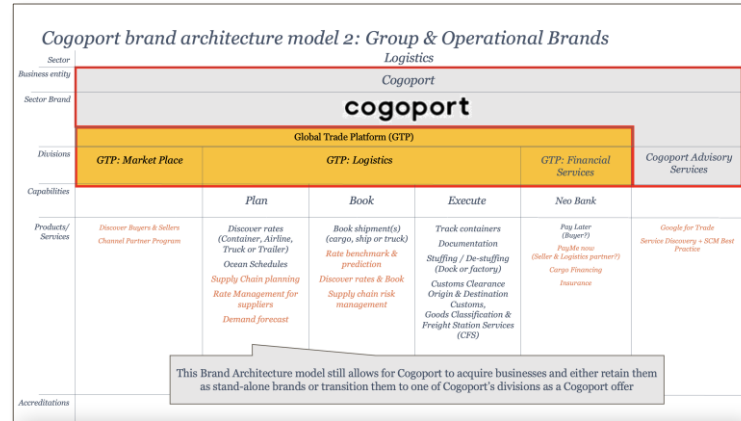 Cogoport brand architecture model 2: Group & Operational Brands
Sector
Logistics
Business entity
Cogoport
Sector Brand
cogoport
Global Trade Platform (GTP)
Divisions
GTP: Market Place
GTP: Logistics
GTP: Financial
Services
Cogoport Advisory
Services
Capabilities
Plan
Book
Execute
Neo Bank
Products/
Services
Discover Buyers & Sellers
Channel Partner Program
Discover rates
(Container, Airline,
Truck or Trailer)
Ocean Schedules
Supply Chain planning
Rate Management for
suppliers
Demand forecast
Book shipment(s)
(cargo, ship or truck)
Rate benchmark &
prediction
Discover rates & Book
Supply chain risk
management
Track containers
Documentation
Stuffing / De-stuffing
(Dock or factory)
Customs Clearance
Origin & Destination
Customs,
Goods Classification &
Freight Station Services
(CFS)
Pay Later
(Buyer?)
PayMe now
(Seller & Logistics partner?)
Cargo Financing
Insurance
Google for Trade
Service Discovery + SCM Best
Practice
This Brand Architecture model still allows for Cogoport to acquire businesses and either retain them
as stand-alone brands or transition them to one of Cogoport's divisions as a Cogoport offer
Accreditations